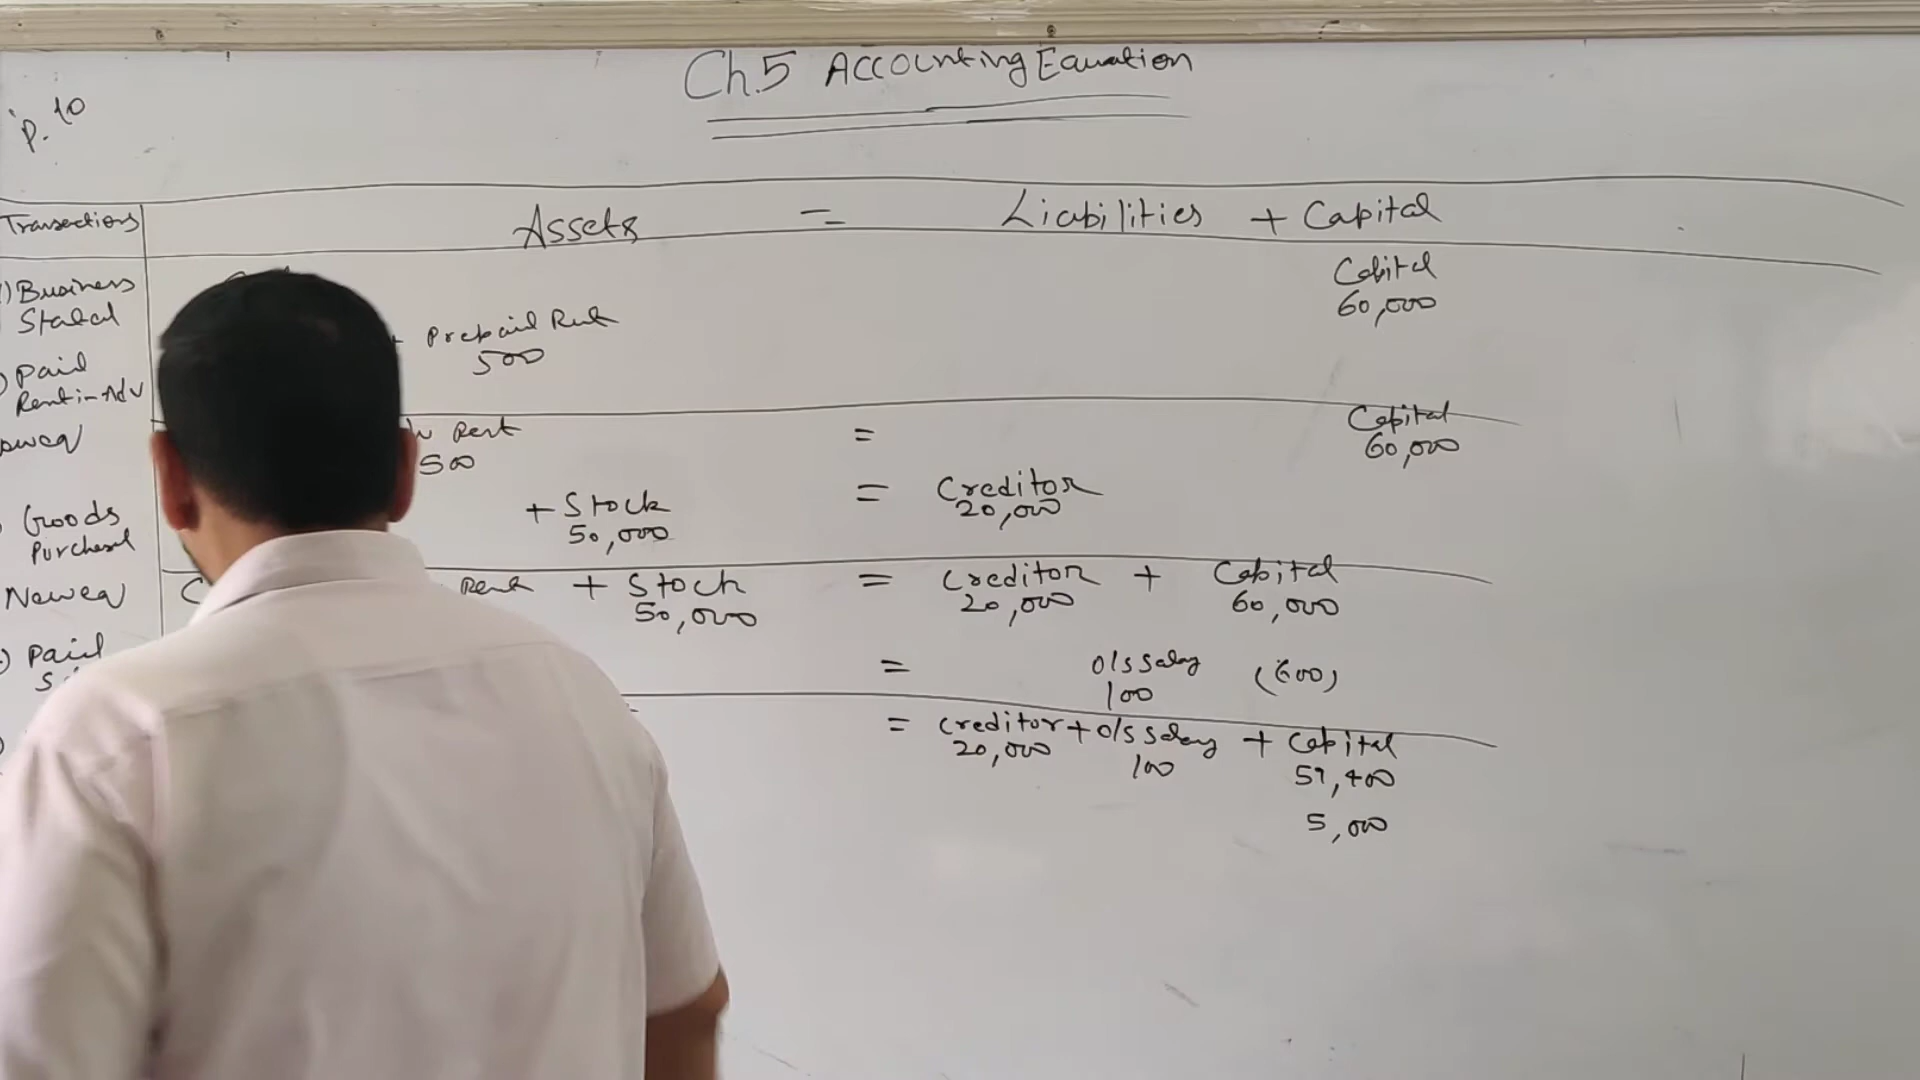 Ch.5 Accounting Equation
P. 10
Transactions Assets = Liabilities + Capital
1) Business Capital
60,000
Prepaid Rent
500
Paid
Rent in Adv
Rent = Capital
500 60,000
Goods + Stock = Creditor
Purchased 50,000 20,000
New eq Rent + Stock = Creditor + Capital
50,000 20,000 60,000
Paid = O/S Salary (600)
100
= Creditor + O/S Salary + Capital
20,000 100 59,400
5,000